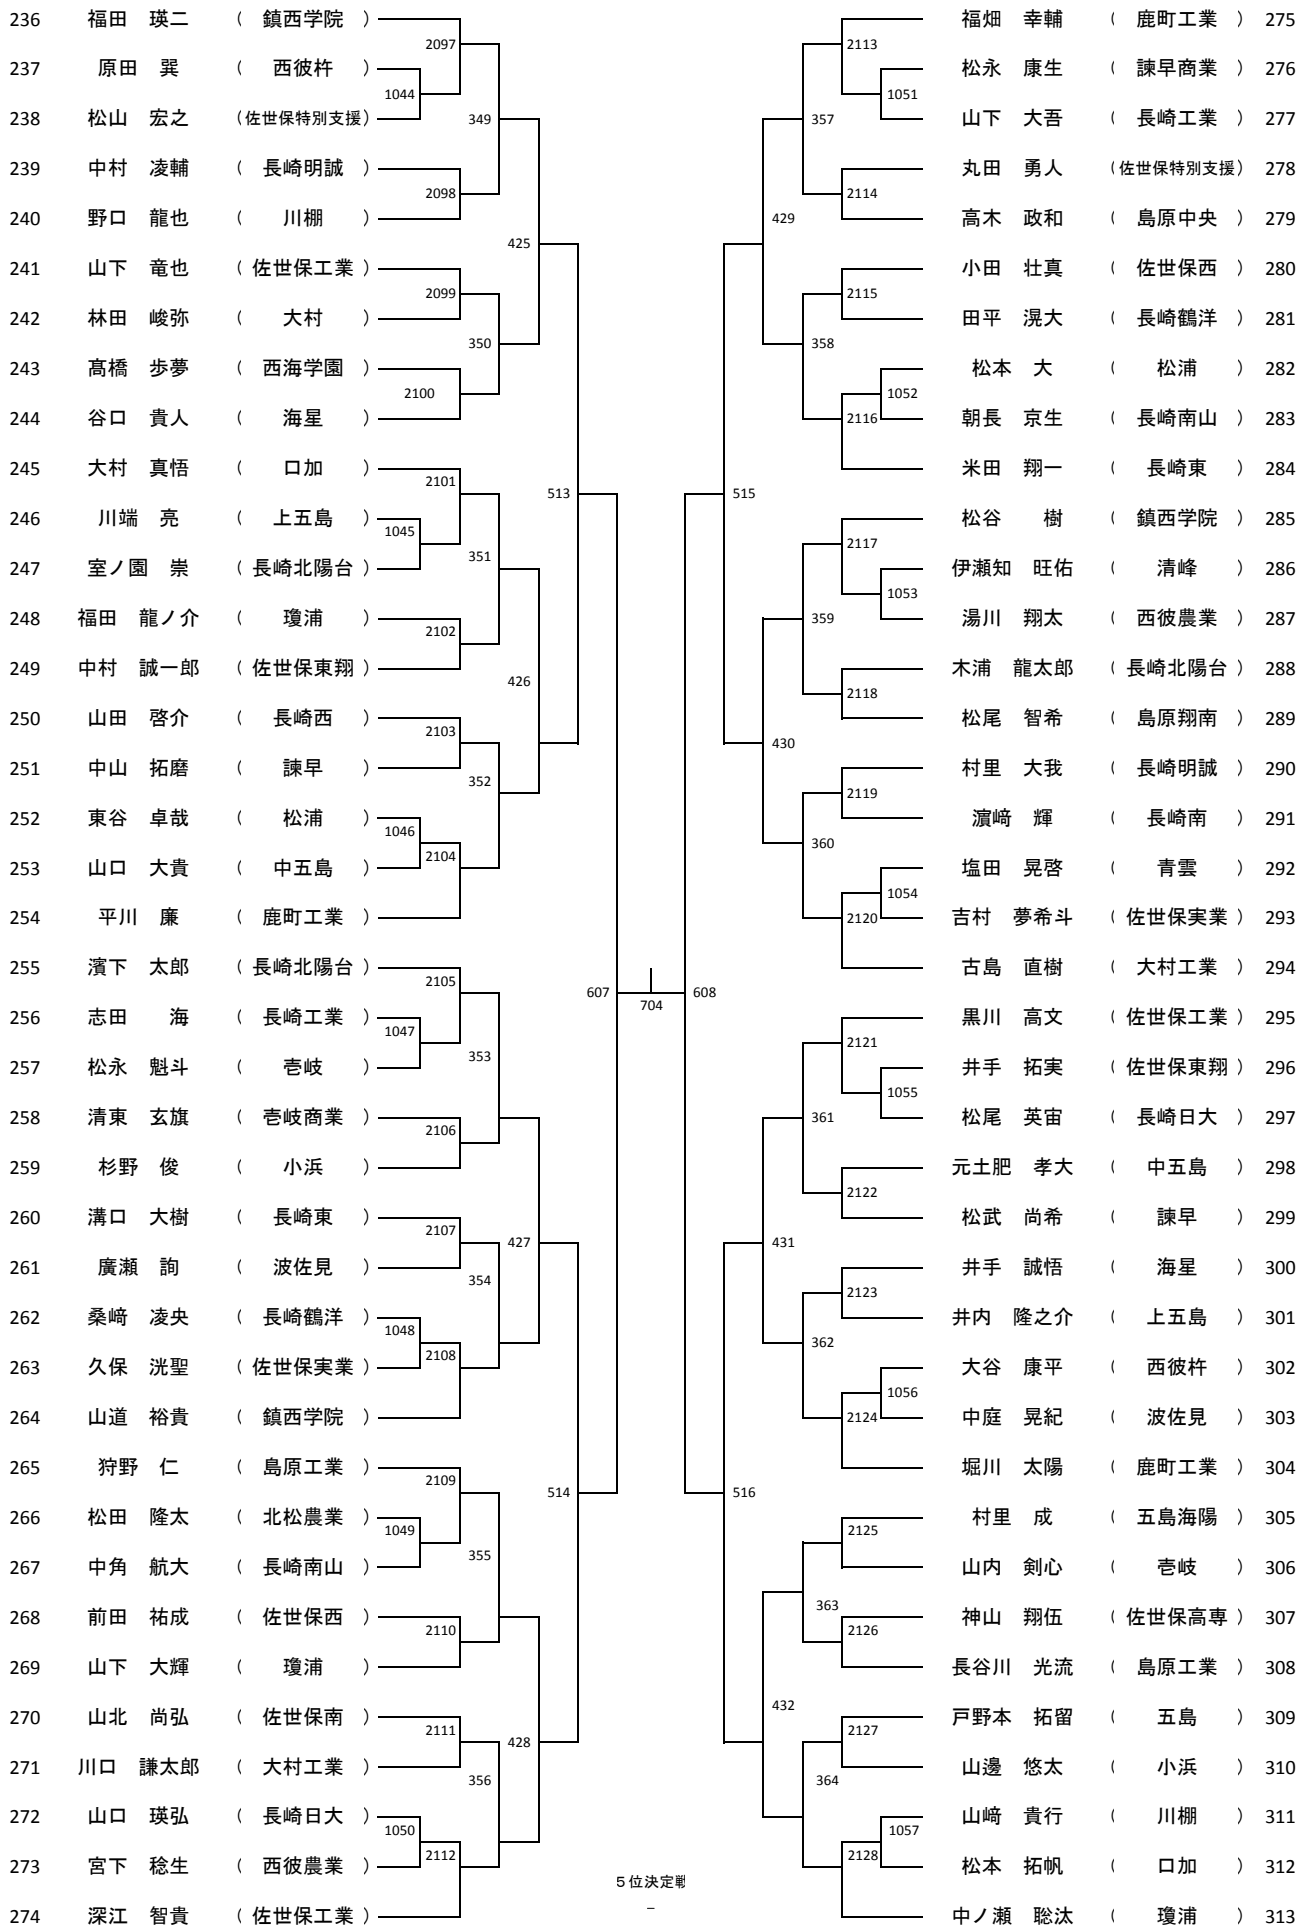 236 福田 瑛二 （ 鎮西学院 ）
237 原田 巽 （ 西彼杵 ）
238 松山 宏之 （佐世保特別支援）
239 中村 凌輔 （ 長崎明誠 ）
240 野口 龍也 （ 川棚 ）
241 山下 竜也 （ 佐世保工業 ）
242 林田 峻弥 （ 大村 ）
243 髙橋 歩夢 （ 西海学園 ）
244 谷口 貴人 （ 海星 ）
245 大村 真悟 （ 口加 ）
246 川端 亮 （ 上五島 ）
247 室ノ園 崇 （ 長崎北陽台 ）
248 福田 龍ノ介 （ 瓊浦 ）
249 中村 誠一郎 （ 佐世保東翔 ）
250 山田 啓介 （ 長崎西 ）
251 中山 拓磨 （ 諫早 ）
252 東谷 卓哉 （ 松浦 ）
253 山口 大貴 （ 中五島 ）
254 平川 廉 （ 鹿町工業 ）
255 濱下 太郎 （ 長崎北陽台 ）
256 志田 海 （ 長崎工業 ）
257 松永 魁斗 （ 壱岐 ）
258 清東 玄旗 （ 壱岐商業 ）
259 杉野 俊 （ 小浜 ）
260 溝口 大樹 （ 長崎東 ）
261 廣瀬 詢 （ 波佐見 ）
262 桑﨑 凌央 （ 長崎鶴洋 ）
263 久保 洸聖 （ 佐世保実業 ）
264 山道 裕貴 （ 鎮西学院 ）
265 狩野 仁 （ 島原工業 ）
266 松田 隆太 （ 北松農業 ）
267 中角 航大 （ 長崎南山 ）
268 前田 祐成 （ 佐世保西 ）
269 山下 大輝 （ 瓊浦 ）
270 山北 尚弘 （ 佐世保南 ）
271 川口 謙太郎 （ 大村工業 ）
272 山口 瑛弘 （ 長崎日大 ）
273 宮下 稔生 （ 西彼農業 ）
274 深江 智貴 （ 佐世保工業 ）
2097
1044
349
2098
425
2099
350
2100
2101
513
1045
351
2102
426
2103
352
1046
2104
2105
607
1047
353
2106
2107
427
354
1048
2108
2109
514
1049
355
2110
2111
428
356
1050
2112
704
５位決定戦
–
2113
1051
357
2114
429
2115
358
1052
2116
515
2117
1053
359
2118
430
2119
360
1054
2120
608
2121
1055
361
2122
431
2123
362
1056
2124
516
2125
363
2126
432
2127
364
1057
2128
福畑 幸輔 （ 鹿町工業 ） 275
松永 康生 （ 諫早商業 ） 276
山下 大吾 （ 長崎工業 ） 277
丸田 勇人 （佐世保特別支援） 278
高木 政和 （ 島原中央 ） 279
小田 壮真 （ 佐世保西 ） 280
田平 滉大 （ 長崎鶴洋 ） 281
松本 大 （ 松浦 ） 282
朝長 京生 （ 長崎南山 ） 283
米田 翔一 （ 長崎東 ） 284
松谷 樹 （ 鎮西学院 ） 285
伊瀬知 旺佑 （ 清峰 ） 286
湯川 翔太 （ 西彼農業 ） 287
木浦 龍太郎 （ 長崎北陽台 ） 288
松尾 智希 （ 島原翔南 ） 289
村里 大我 （ 長崎明誠 ） 290
濵﨑 輝 （ 長崎南 ） 291
塩田 晃啓 （ 青雲 ） 292
吉村 夢希斗 （ 佐世保実業 ） 293
古島 直樹 （ 大村工業 ） 294
黒川 高文 （ 佐世保工業 ） 295
井手 拓実 （ 佐世保東翔 ） 296
松尾 英宙 （ 長崎日大 ） 297
元土肥 孝大 （ 中五島 ） 298
松武 尚希 （ 諫早 ） 299
井手 誠悟 （ 海星 ） 300
井内 隆之介 （ 上五島 ） 301
大谷 康平 （ 西彼杵 ） 302
中庭 晃紀 （ 波佐見 ） 303
堀川 太陽 （ 鹿町工業 ） 304
村里 成 （ 五島海陽 ） 305
山内 剣心 （ 壱岐 ） 306
神山 翔伍 （ 佐世保高専 ） 307
長谷川 光流 （ 島原工業 ） 308
戸野本 拓留 （ 五島 ） 309
山邊 悠太 （ 小浜 ） 310
山﨑 貴行 （ 川棚 ） 311
松本 拓帆 （ 口加 ） 312
中ノ瀬 聡汰 （ 瓊浦 ） 313